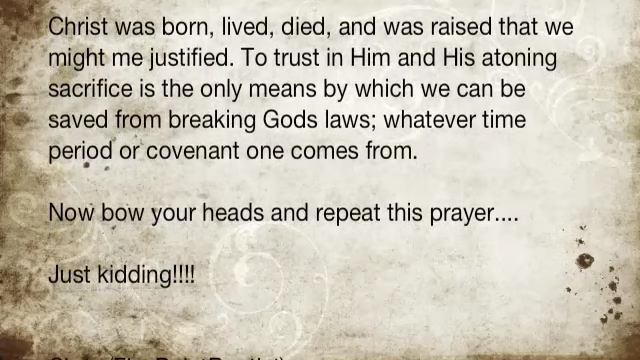 Christ was born, lived, died, and was raised that we
might me justified. To trust in Him and His atoning
sacrifice is the only means by which we can be
saved from breaking Gods laws; whatever time
period or covenant one comes from.
Now bow your heads and repeat this prayer....
Just kidding!!!!